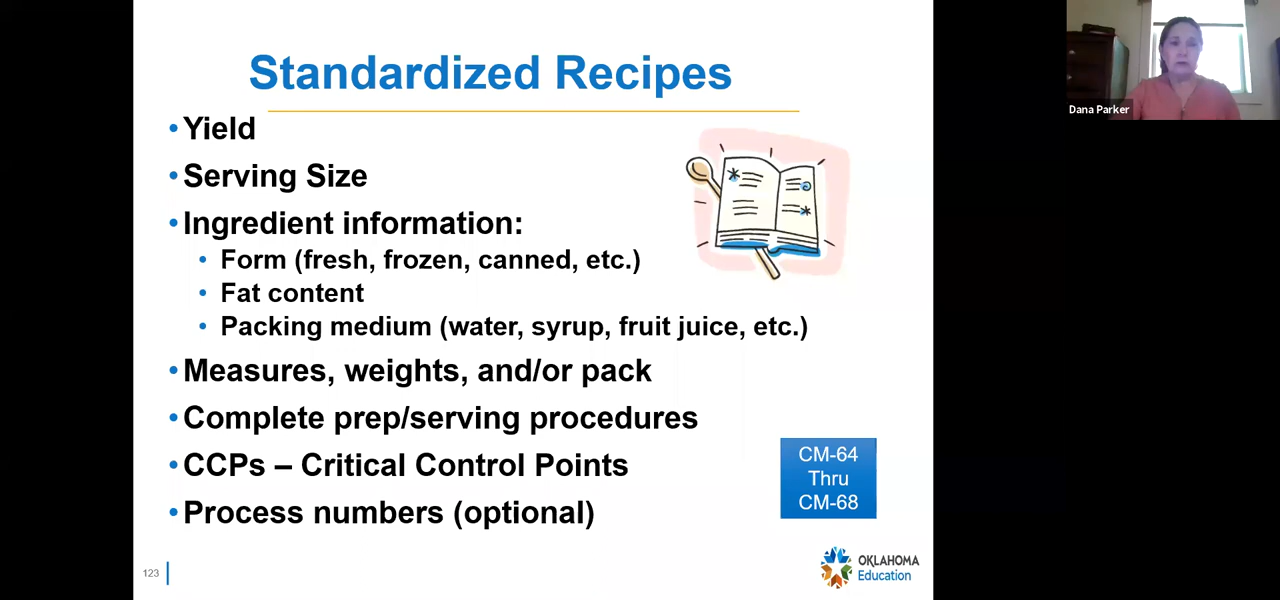 Standardized Recipes
Dana Parker
• Yield
• Serving Size
• Ingredient information:
• Form (fresh, frozen, canned, etc.)
• Fat content
• Packing medium (water, syrup, fruit juice, etc.)
• Measures, weights, and/or pack
• Complete prep/serving procedures
• CCPs – Critical Control Points
• Process numbers (optional)
CM-64
Thru
CM-68
123
OKLAHOMA
Education